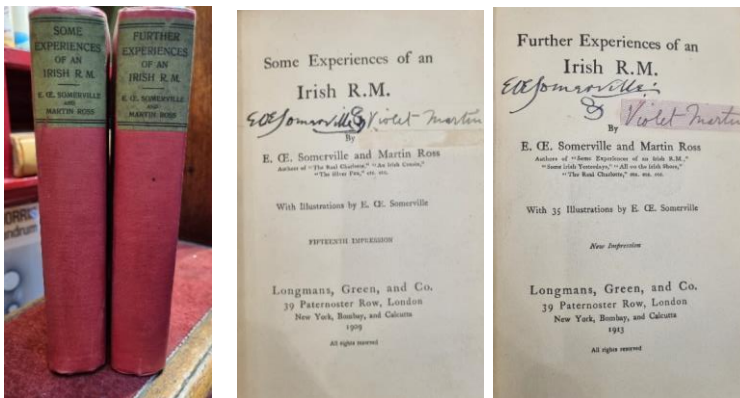 SOME
EXPERIENCES
OF AN
IRISH R. M.
E. Œ. SOMERVILLE
AND
MARTIN ROSS
FURTHER
EXPERIENCES
OF AN
IRISH R. M.
E. Œ. SOMERVILLE
AND
MARTIN ROSS
Some Experiences of an
Irish R.M.
EŒSomerville & Violet Martin
By
E. Œ. Somerville and Martin Ross
Authors of "The Real Charlotte," "An Irish Cousin,"
"The Silver Fox," etc. etc.
With Illustrations by E. Œ. Somerville
FIFTEENTH IMPRESSION
Longmans, Green, and Co.
39 Paternoster Row, London
New York, Bombay, and Calcutta
1909
All rights reserved
Further Experiences of an
Irish R.M.
EŒSomerville
&
Violet Martin
By
E. Œ. Somerville and Martin Ross
Authors of "Some Experiences of an Irish R.M.,"
"Some Irish Yesterdays," "All on the Irish Shore,"
"The Real Charlotte," etc. etc. etc.
With 35 Illustrations by E. Œ. Somerville
New Impression
Longmans, Green, and Co.
39 Paternoster Row, London
New York, Bombay, and Calcutta
1913
All rights reserved